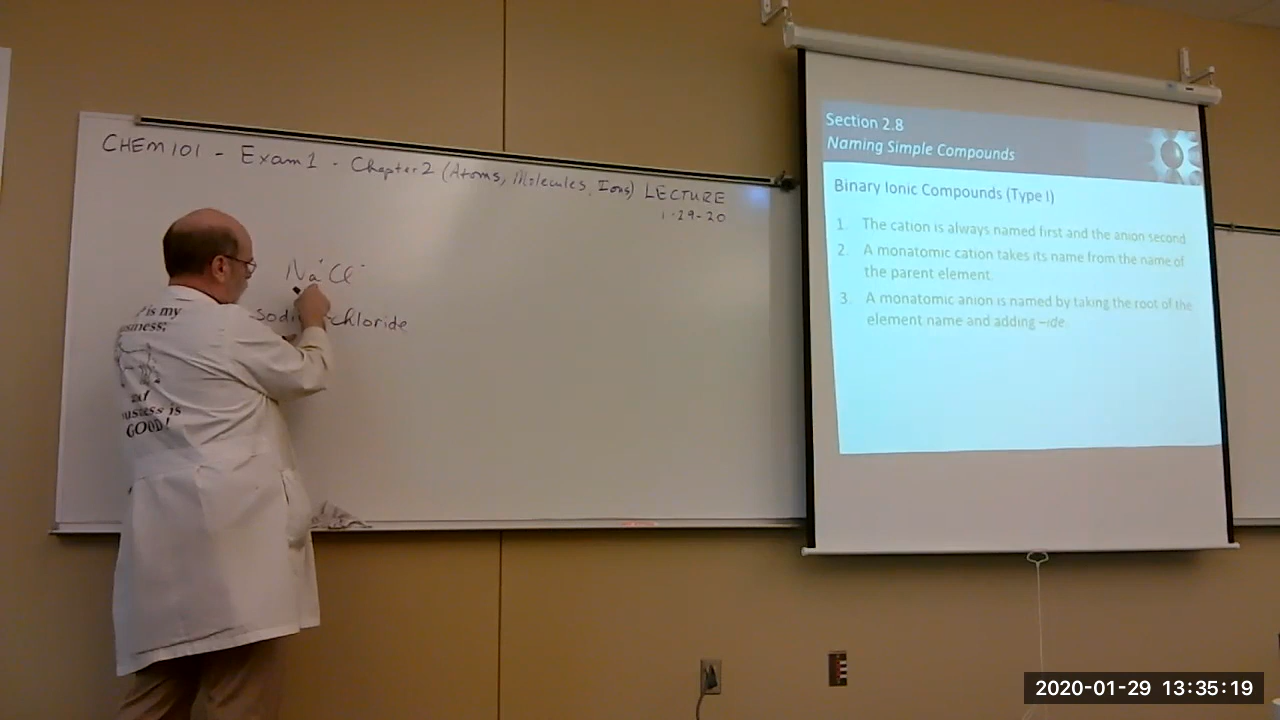 CHEM101 - Exam 1 - Chapter 2 (Atoms, Molecules, Ions) LECTURE
1-29-20
Na⁺Cl⁻
chloride
is my
GOOD!
Section 2.8
Naming Simple Compounds
Binary Ionic Compounds (Type I)
1. The cation is always named first and the anion second.
2. A monatomic cation takes its name from the name of
the parent element.
3. A monatomic anion is named by taking the root of the
element name and adding –ide.
2020-01-29 13:35:19